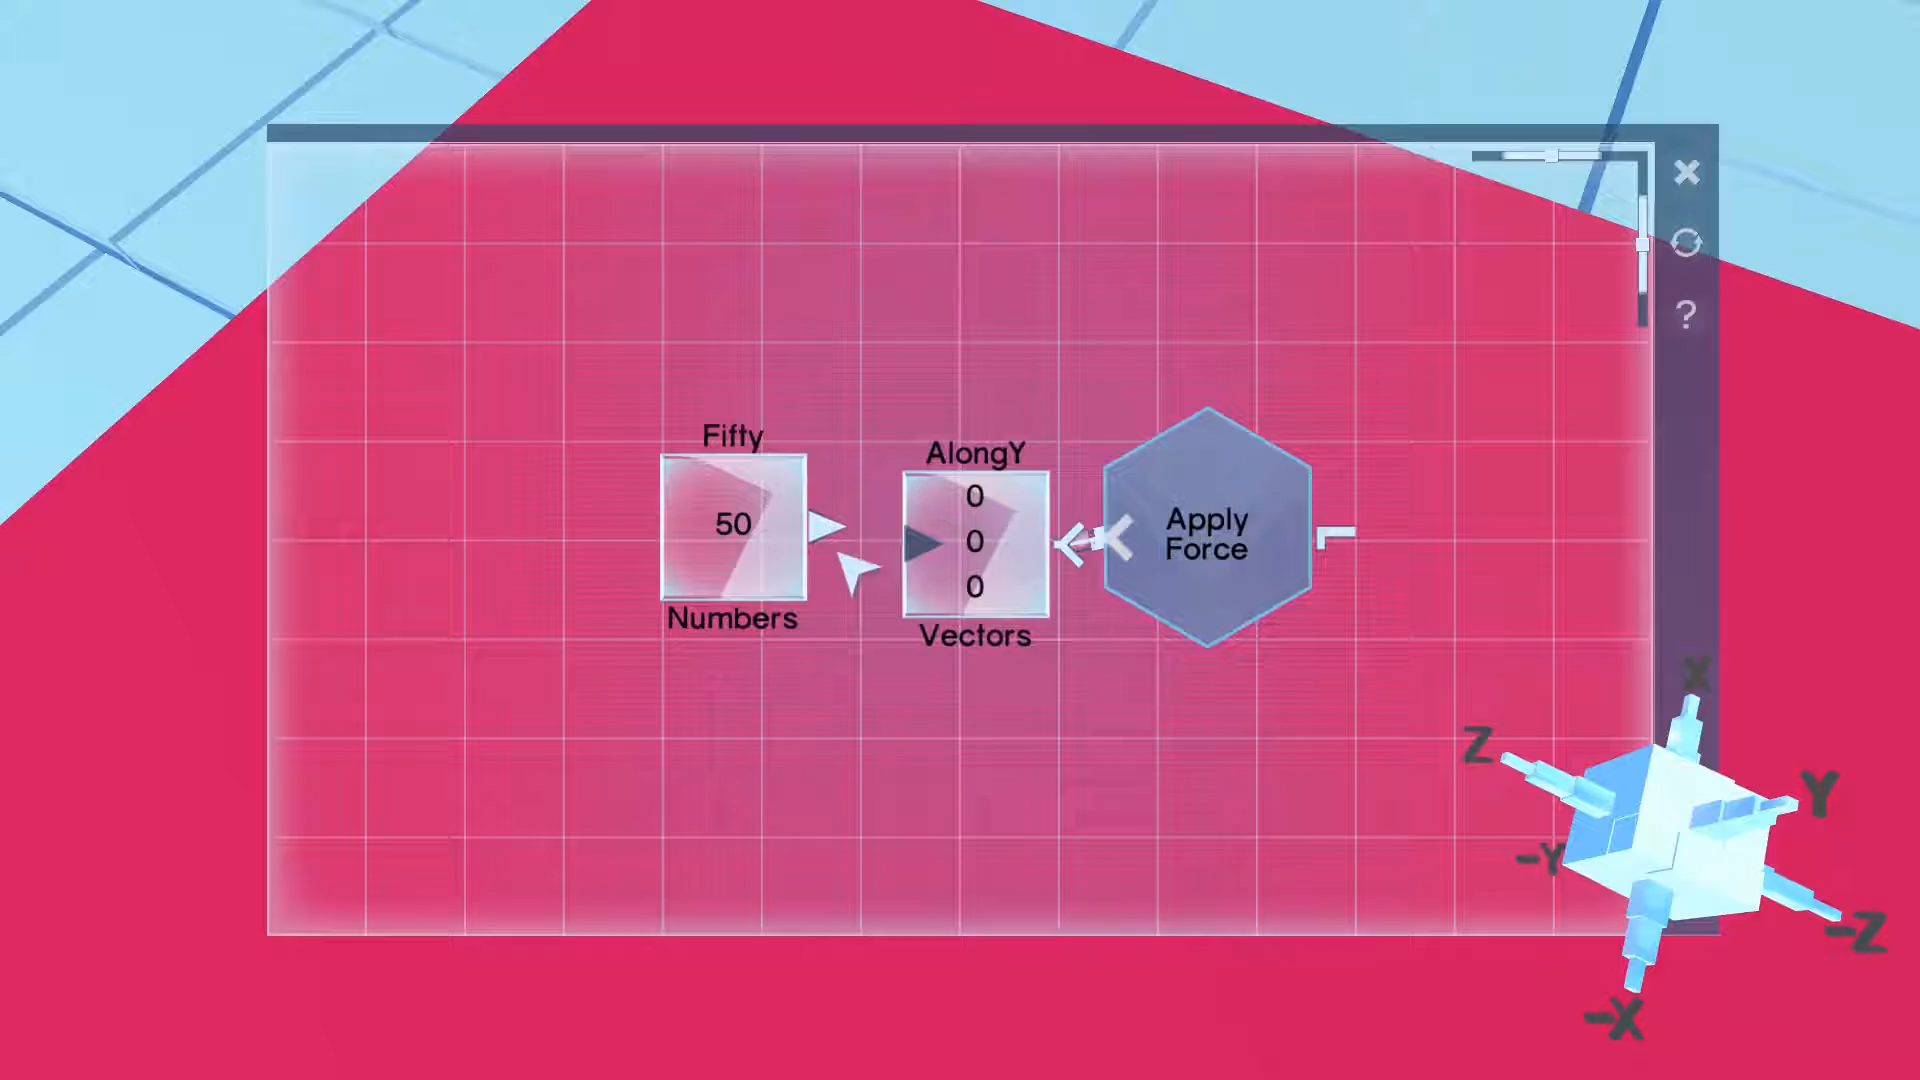 Fifty
50
Numbers
AlongY
0
0
0
Vectors
Apply
Force
?
X
Z
Y
-Y
-Z
-X